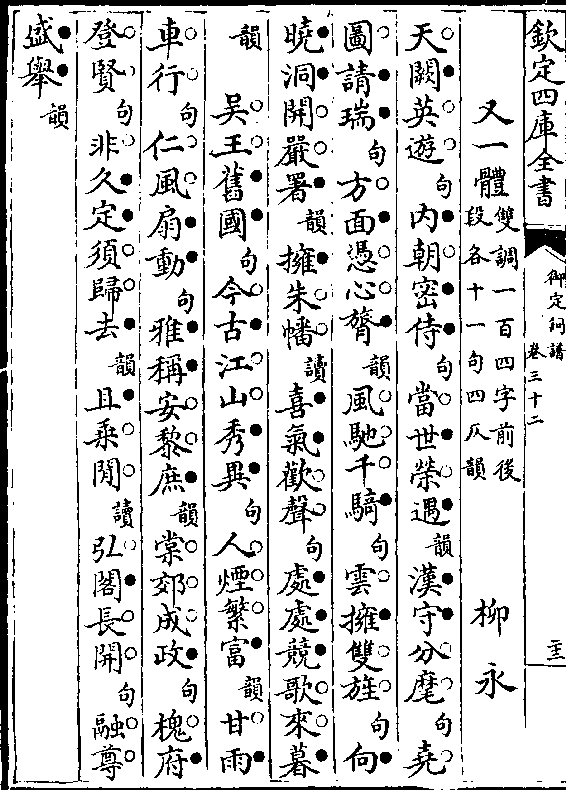 欽定四庫全書
御定詞譜
卷三十二
又一體 雙調一百四字前後段各十一句四仄韻 柳永
天闕英遊句内朝密侍句當世榮遇韻漢守分麾句堯
圖請瑞句方面憑心膂韻風馳千騎句雲擁雙旌句向
曉洞開嚴署韻擁朱幡讀喜氣歡聲句處處競歌來暮
韻 吳王舊國句今古江山秀異句人煙繁富韻甘雨
車行句仁風扇動句雅稱安黎庶韻棠郊成政句槐府
登賢句非久定須歸去韻且乘閒讀弘閣長開句融尊
盛舉韻